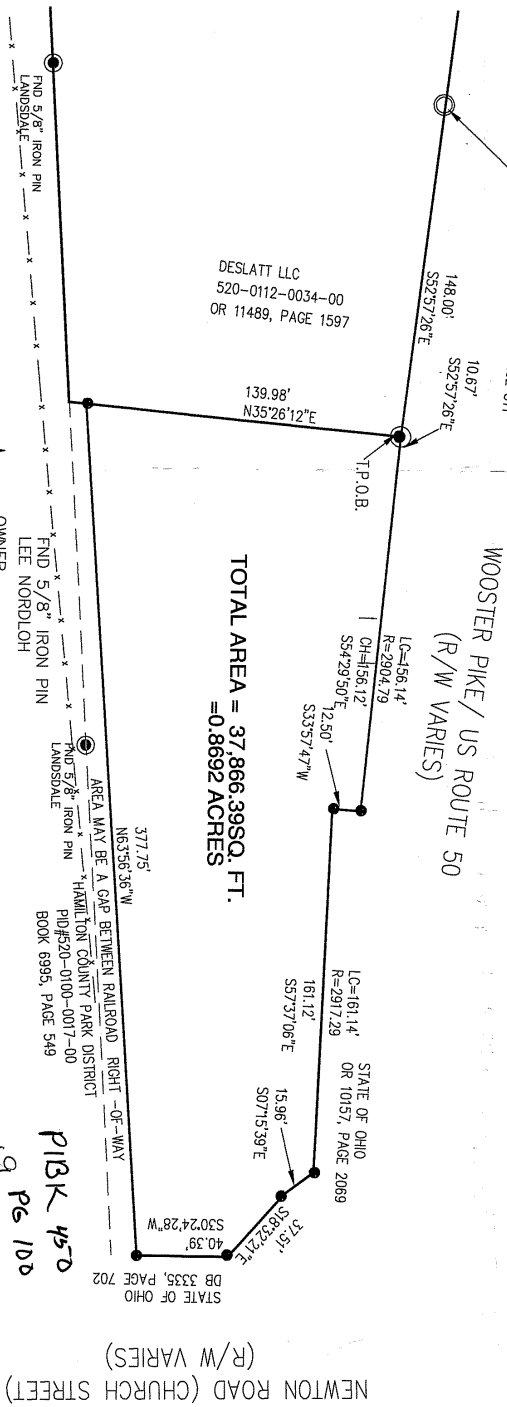 WOOSTER PIKE/ US ROUTE 50
(R/W VARIES)
148.00'
S52°57'26"E
10.67'
S52°57'26"E
T.P.O.B.
LC=156.14'
R=2904.79
CH=156.12'
S54°29'50"E
12.50'
S33°57'47"W
LC=161.14'
R=2917.29
161.12'
S57°37'06"E
STATE OF OHIO
OR 10157, PAGE 2069
15.96'
S07°15'39"E
37.51'
S18°32'21"E
40.39'
S30°24'28"W
STATE OF OHIO
DB 3335, PAGE 702
NEWTON ROAD (CHURCH STREET)
(R/W VARIES)
DESLATT LLC
520-0112-0034-00
OR 11489, PAGE 1597
139.98'
N35°26'12"E
TOTAL AREA = 37,866.39SQ. FT.
=0.8692 ACRES
377.75'
N63°56'36"W
AREA MAY BE A GAP BETWEEN RAILROAD RIGHT-OF-WAY
HAMILTON COUNTY PARK DISTRICT
PID#520-0100-0017-00
BOOK 6995, PAGE 549
FND 5/8" IRON PIN
LANDSDALE
FND 5/8" IRON PIN
LEE NORDLOH
FND 5/8" IRON PIN
LANDSDALE
OWNER
PlBK 450
PG 100